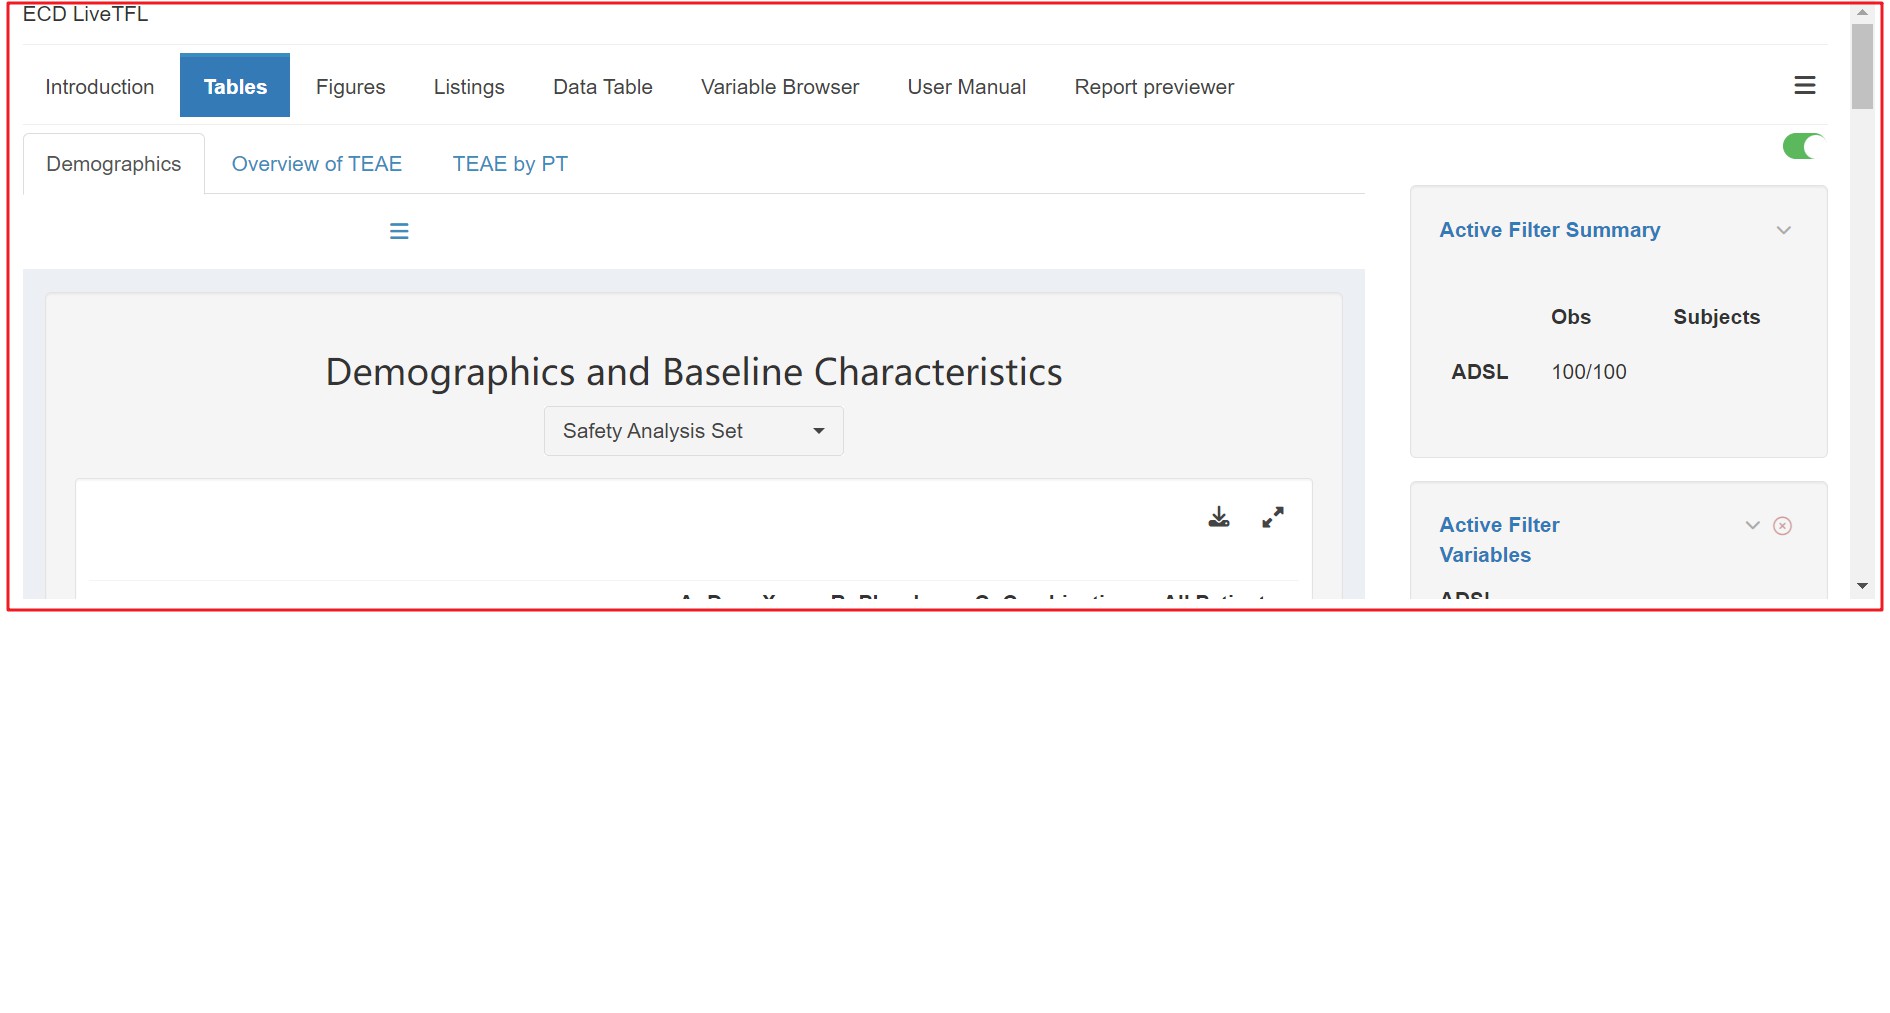 ECD LiveTFL
Introduction Tables Figures Listings Data Table Variable Browser User Manual Report previewer
Demographics Overview of TEAE TEAE by PT
Active Filter Summary
Obs Subjects
ADSL 100/100
Demographics and Baseline Characteristics
Safety Analysis Set
Active Filter
Variables
ADSL